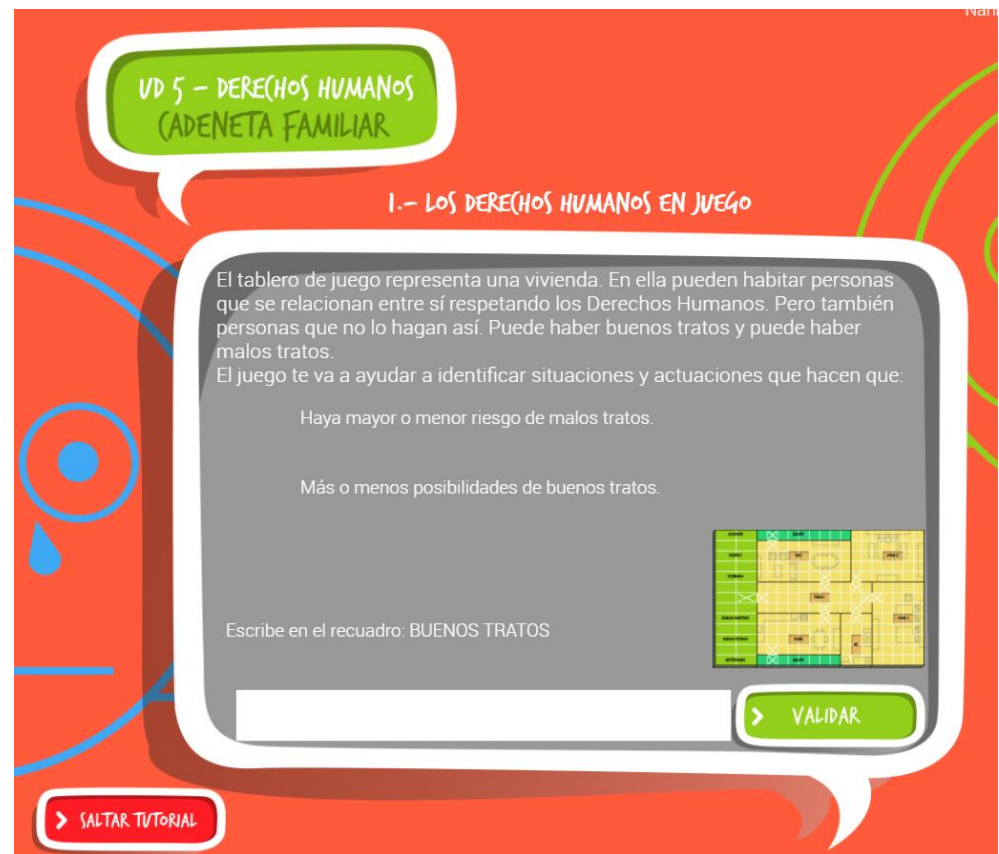 UD 5 – DERECHOS HUMANOS
CADENETA FAMILIAR
1.– LOS DERECHOS HUMANOS EN JUEGO
El tablero de juego representa una vivienda. En ella pueden habitar personas
que se relacionan entre sí respetando los Derechos Humanos. Pero también
personas que no lo hagan así. Puede haber buenos tratos y puede haber
malos tratos.
El juego te va a ayudar a identificar situaciones y actuaciones que hacen que:
Haya mayor o menor riesgo de malos tratos.
Más o menos posibilidades de buenos tratos.
Escribe en el recuadro: BUENOS TRATOS
> VALIDAR
> SALTAR TUTORIAL